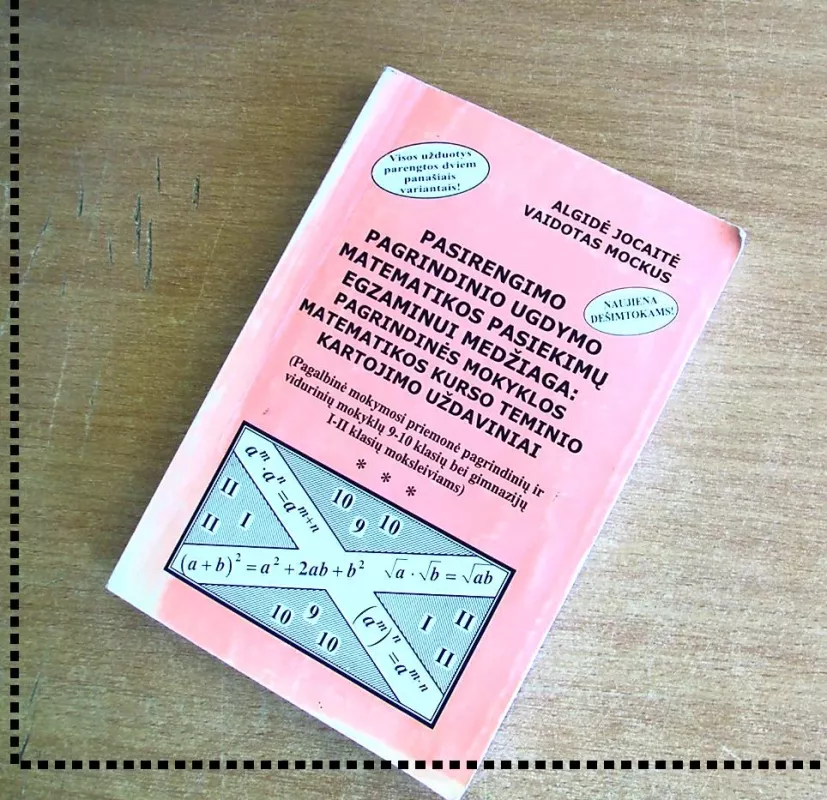 Visos užduotys
parengtos dviem
panašiais
variantais!
ALGIDĖ JOCAITĖ
VAIDOTAS MOCKUS
PASIRENGIMO
PAGRINDINIO UGDYMO
MATEMATIKOS PASIEKIMŲ
EGZAMINUI MEDŽIAGA:
PAGRINDINĖS MOKYKLOS
MATEMATIKOS KURSO TEMINIO
KARTOJIMO UŽDAVINIAI
NAUJIENA
DEŠIMTOKAMS!
(Pagalbinė mokymosi priemonė pagrindinių ir
vidurinių mokyklų 9-10 klasių bei gimnazijų
I-II klasių moksleiviams)
* * *
a^m · a^n = a^{m+n}
II
II I
10 9 10
(a + b)^2 = a^2 + 2ab + b^2 √a · √b = √ab
10 9 10
I II
II
(a^m)^n = a^{m·n}